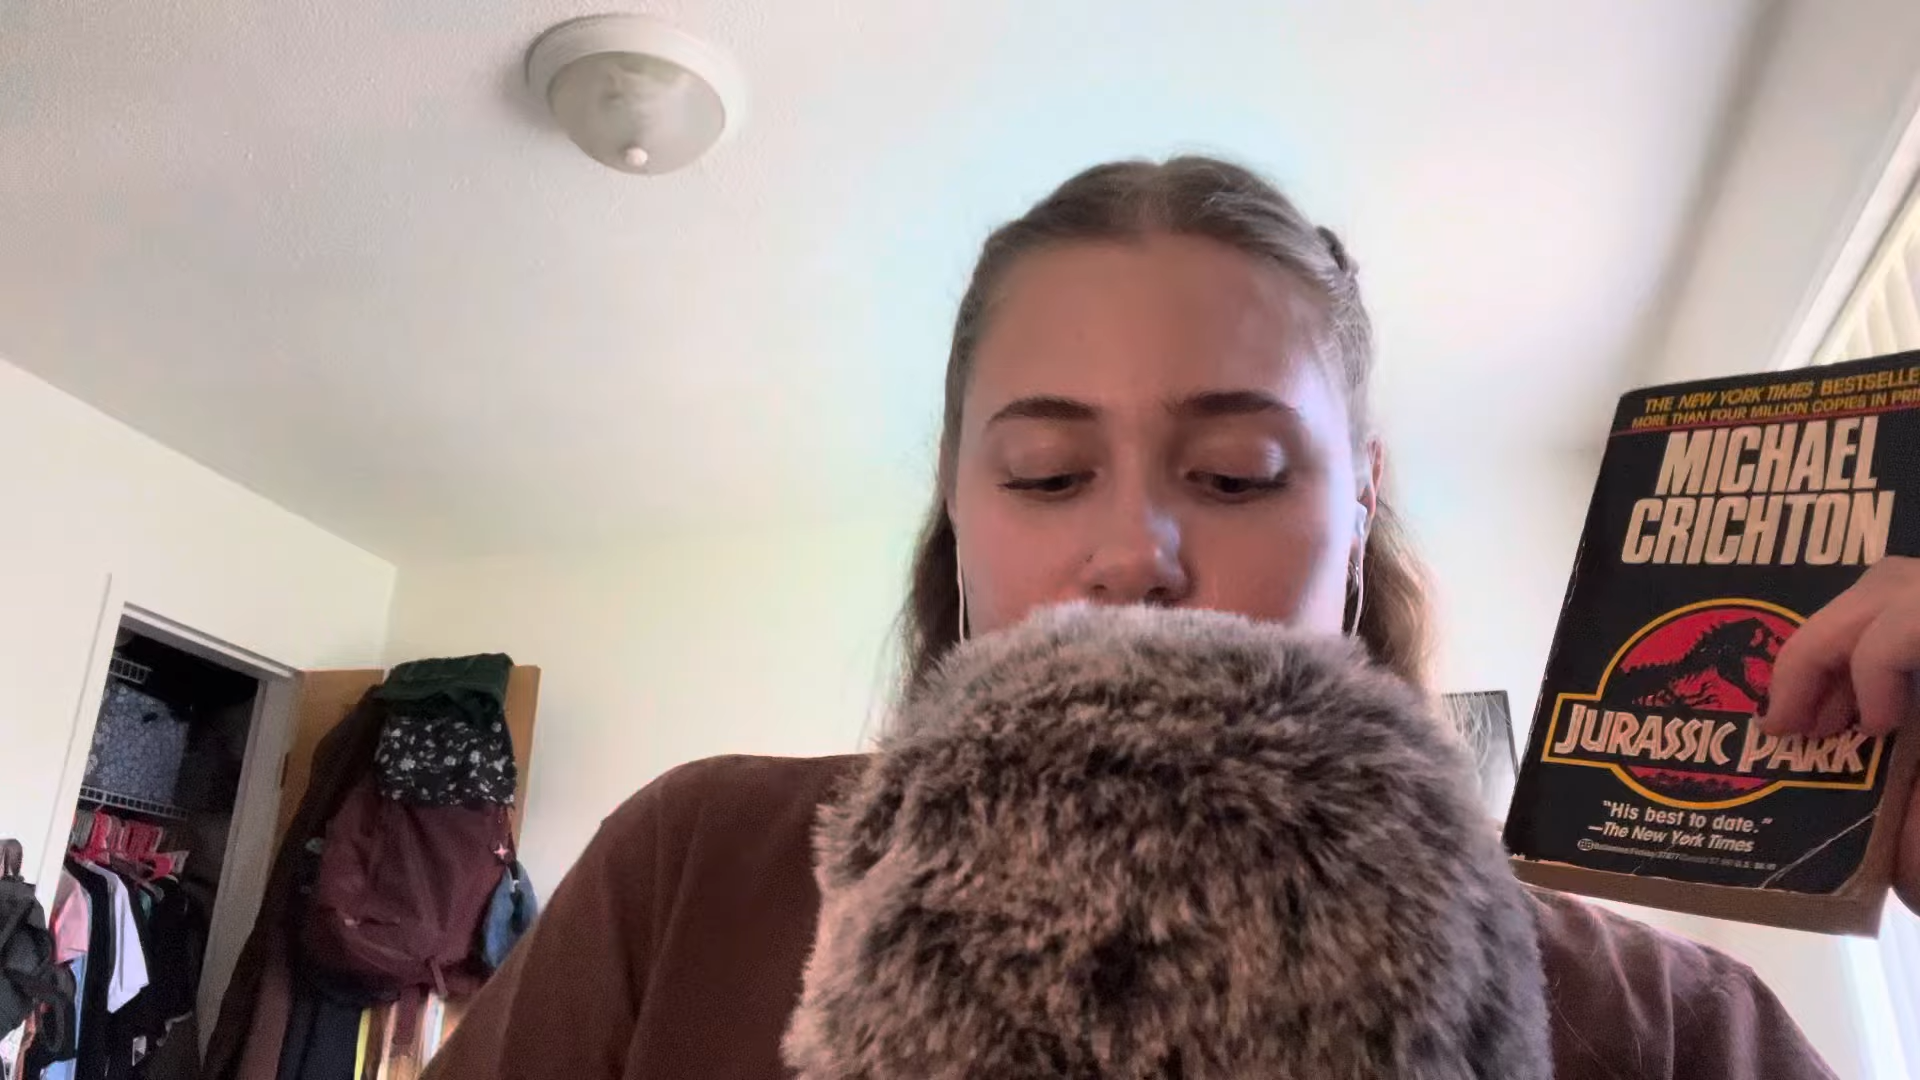 THE NEW YORK TIMES BESTSELLE
MORE THAN FOUR MILLION COPIES IN PRI
MICHAEL
CRICHTON
JURASSIC PARK
"His best to date."
—The New York Times